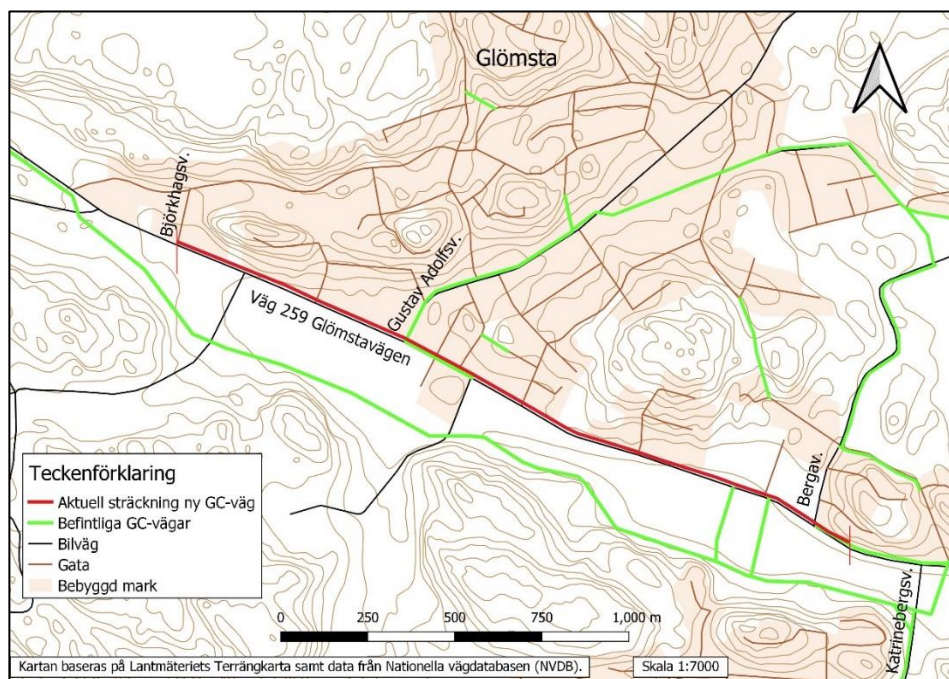 Glömsta
Björkhagsv.
Gustav Adolfsv.
Väg 259 Glömstavägen
Bergav.
Katrinebergsv.
Teckenförklaring
Aktuell sträckning ny GC-väg
Befintliga GC-vägar
Bilväg
Gata
Bebyggd mark
0 250 500 750 1,000 m
Kartan baseras på Lantmäteriets Terrängkarta samt data från Nationella vägdatabasen (NVDB).
Skala 1:7000